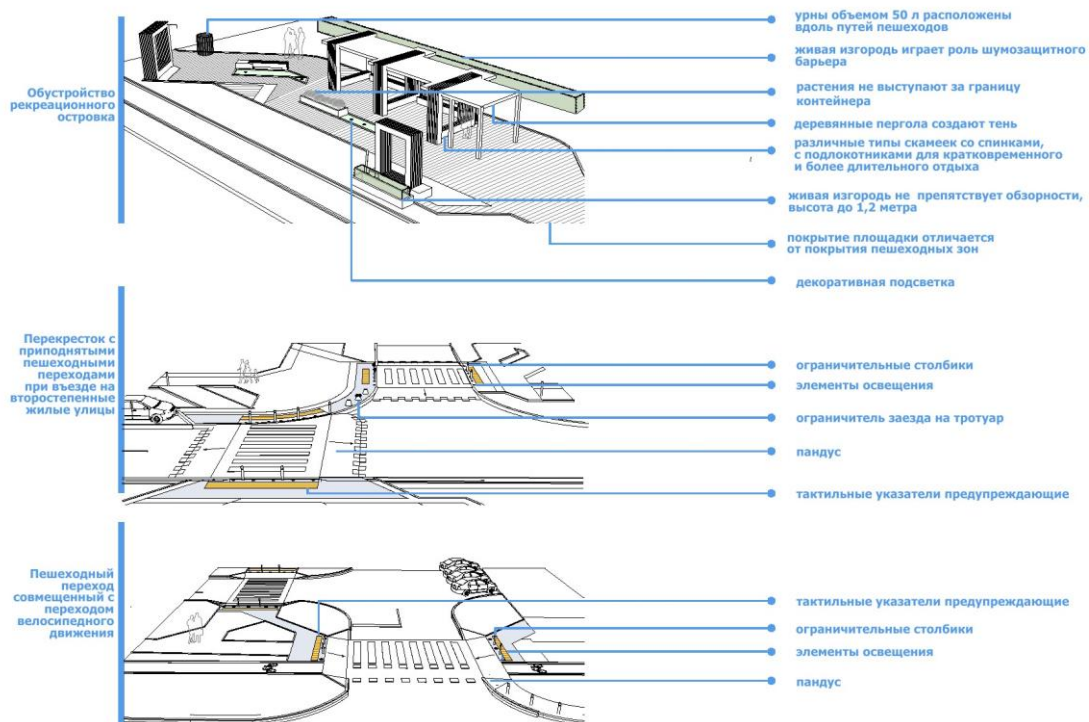 Обустройство
рекреационного
островка
урны объемом 50 л расположены
вдоль путей пешеходов
живая изгородь играет роль шумозащитного
барьера
растения не выступают за границу
контейнера
деревянные пергола создают тень
различные типы скамеек со спинками,
с подлокотниками для кратковременного
и более длительного отдыха
живая изгородь не препятствует обзорности,
высота до 1,2 метра
покрытие площадки отличается
от покрытия пешеходных зон
декоративная подсветка
Перекресток с
приподнятыми
пешеходными
переходами
при въезде на
второстепенные
жилые улицы
ограничительные столбики
элементы освещения
ограничитель заезда на тротуар
пандус
тактильные указатели предупреждающие
Пешеходный
переход
совмещенный с
переходом
велосипедного
движения
тактильные указатели предупреждающие
ограничительные столбики
элементы освещения
пандус